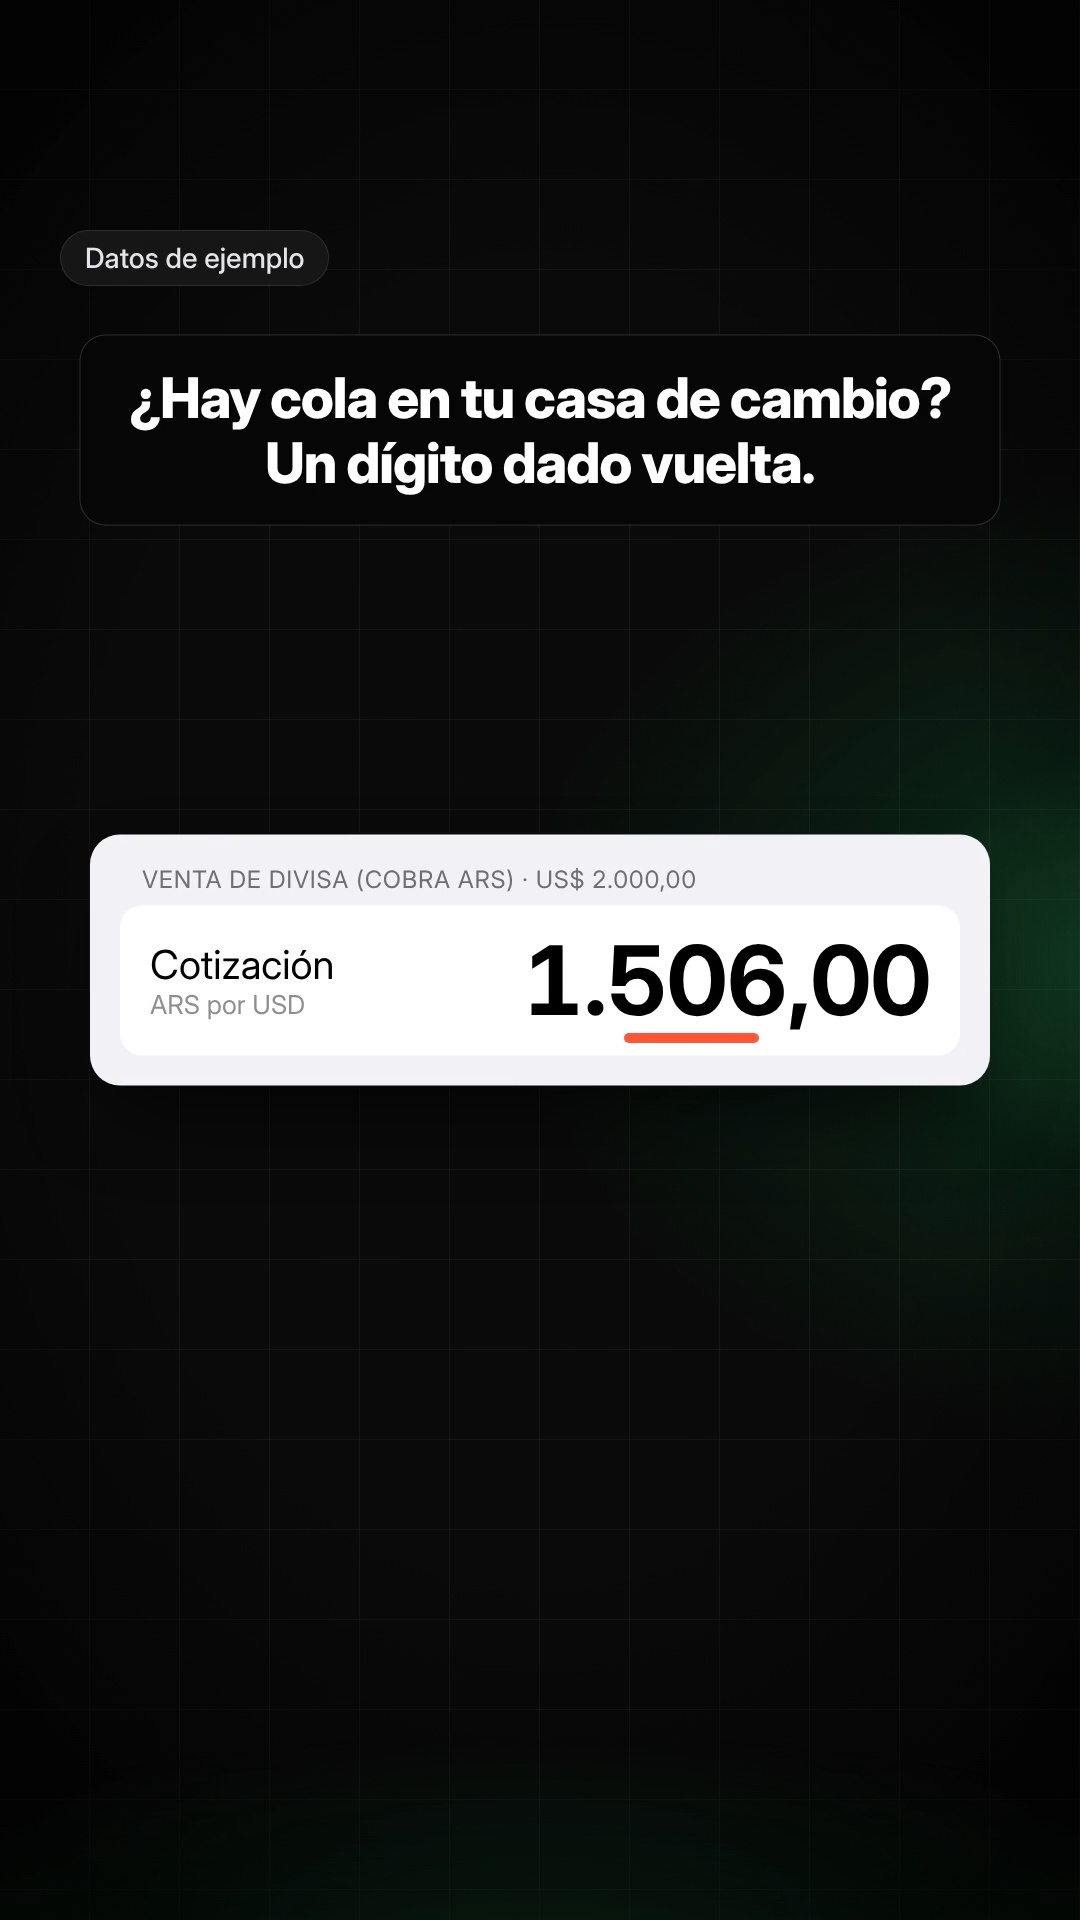 Datos de ejemplo
¿Hay cola en tu casa de cambio?
Un dígito dado vuelta.
VENTA DE DIVISA (COBRA ARS) · US$ 2.000,00
Cotización
1.506,00
ARS por USD